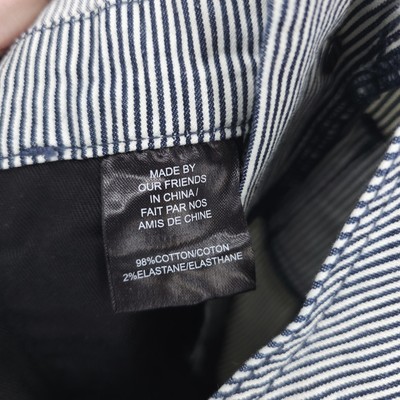 MADE BY
OUR FRIENDS
IN CHINA/
FAIT PAR NOS
AMIS DE CHINE
98%COTTON/COTON
2%ELASTANE/ELASTHANE